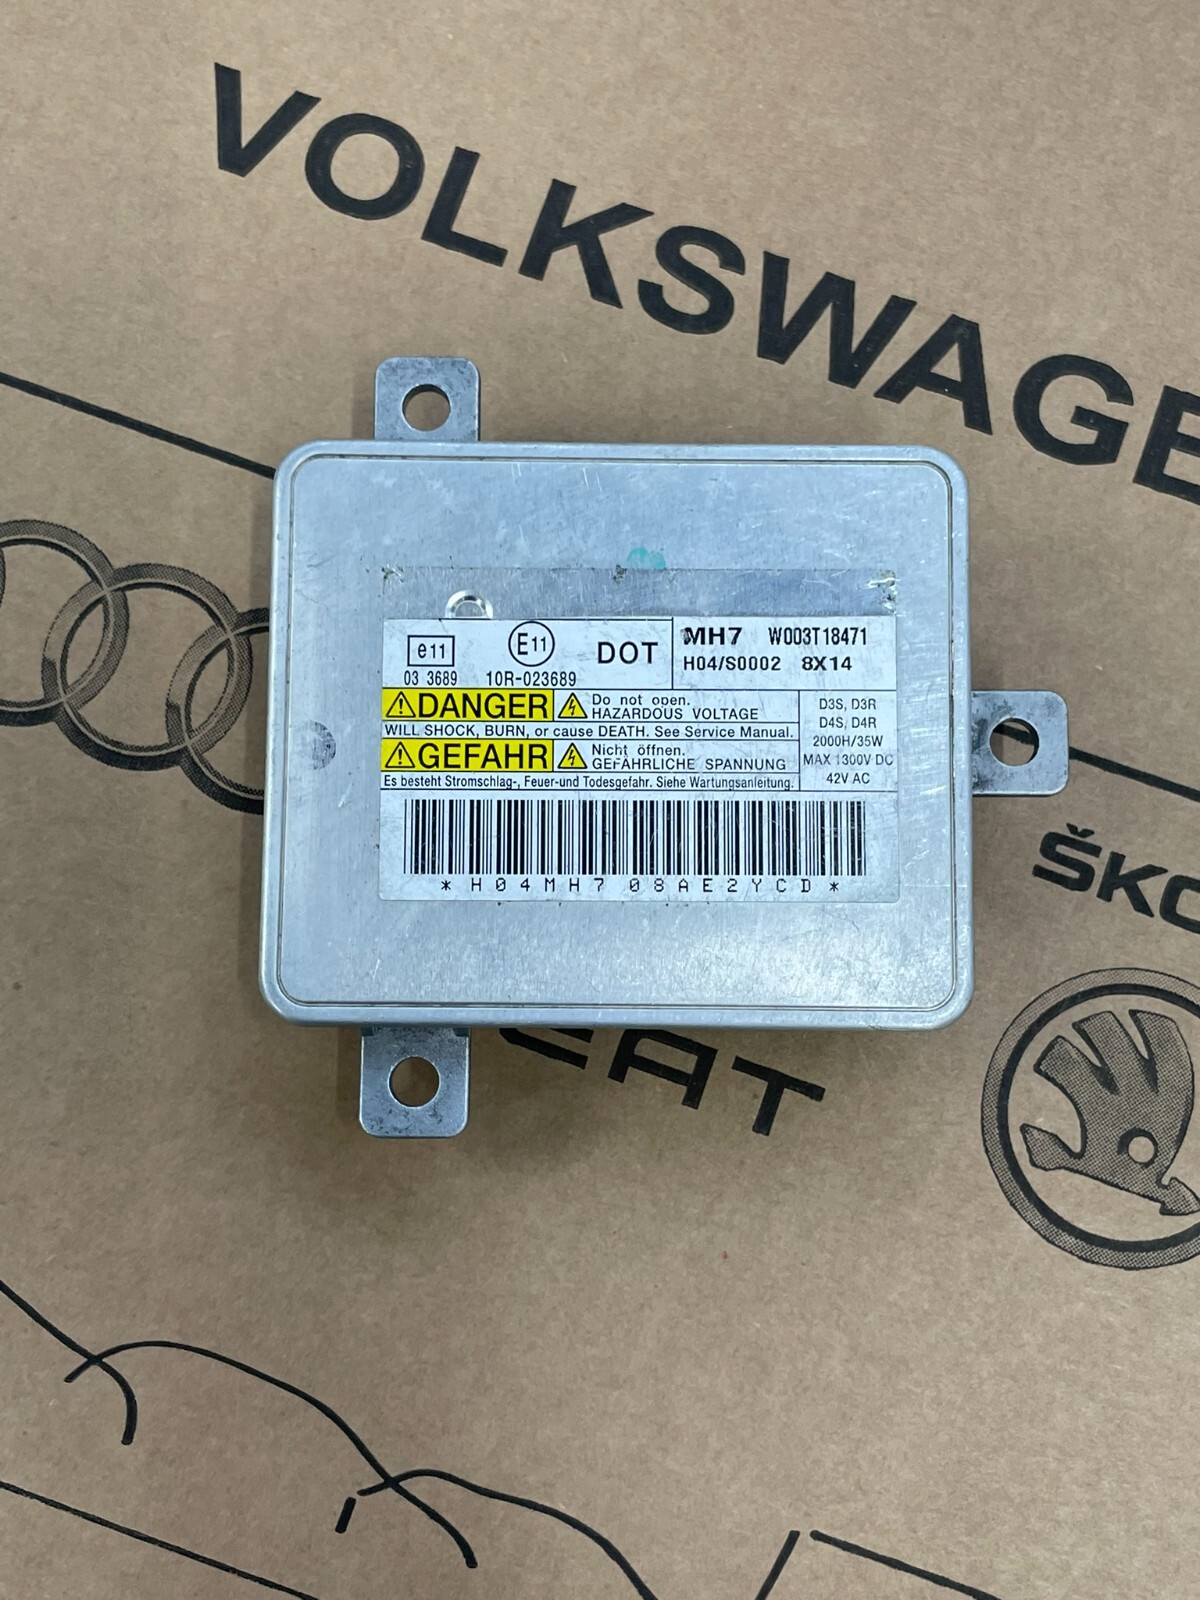 VOLKSWAGE
e11
03 3689
E11
10R-023689
DOT
MH7 W003T18471
H04/S0002 8X14
DANGER
Do not open.
HAZARDOUS VOLTAGE
WILL SHOCK, BURN, or cause DEATH. See Service Manual.
GEFAHR
Nicht öffnen.
GEFÄHRLICHE SPANNUNG
Es besteht Stromschlag-, Feuer-und Todesgefahr. Siehe Wartungsanleitung.
D3S, D3R
D4S, D4R
2000H/35W
MAX 1300V DC
42V AC
*H04MH708AE2YCD*
ŠKO
EAT